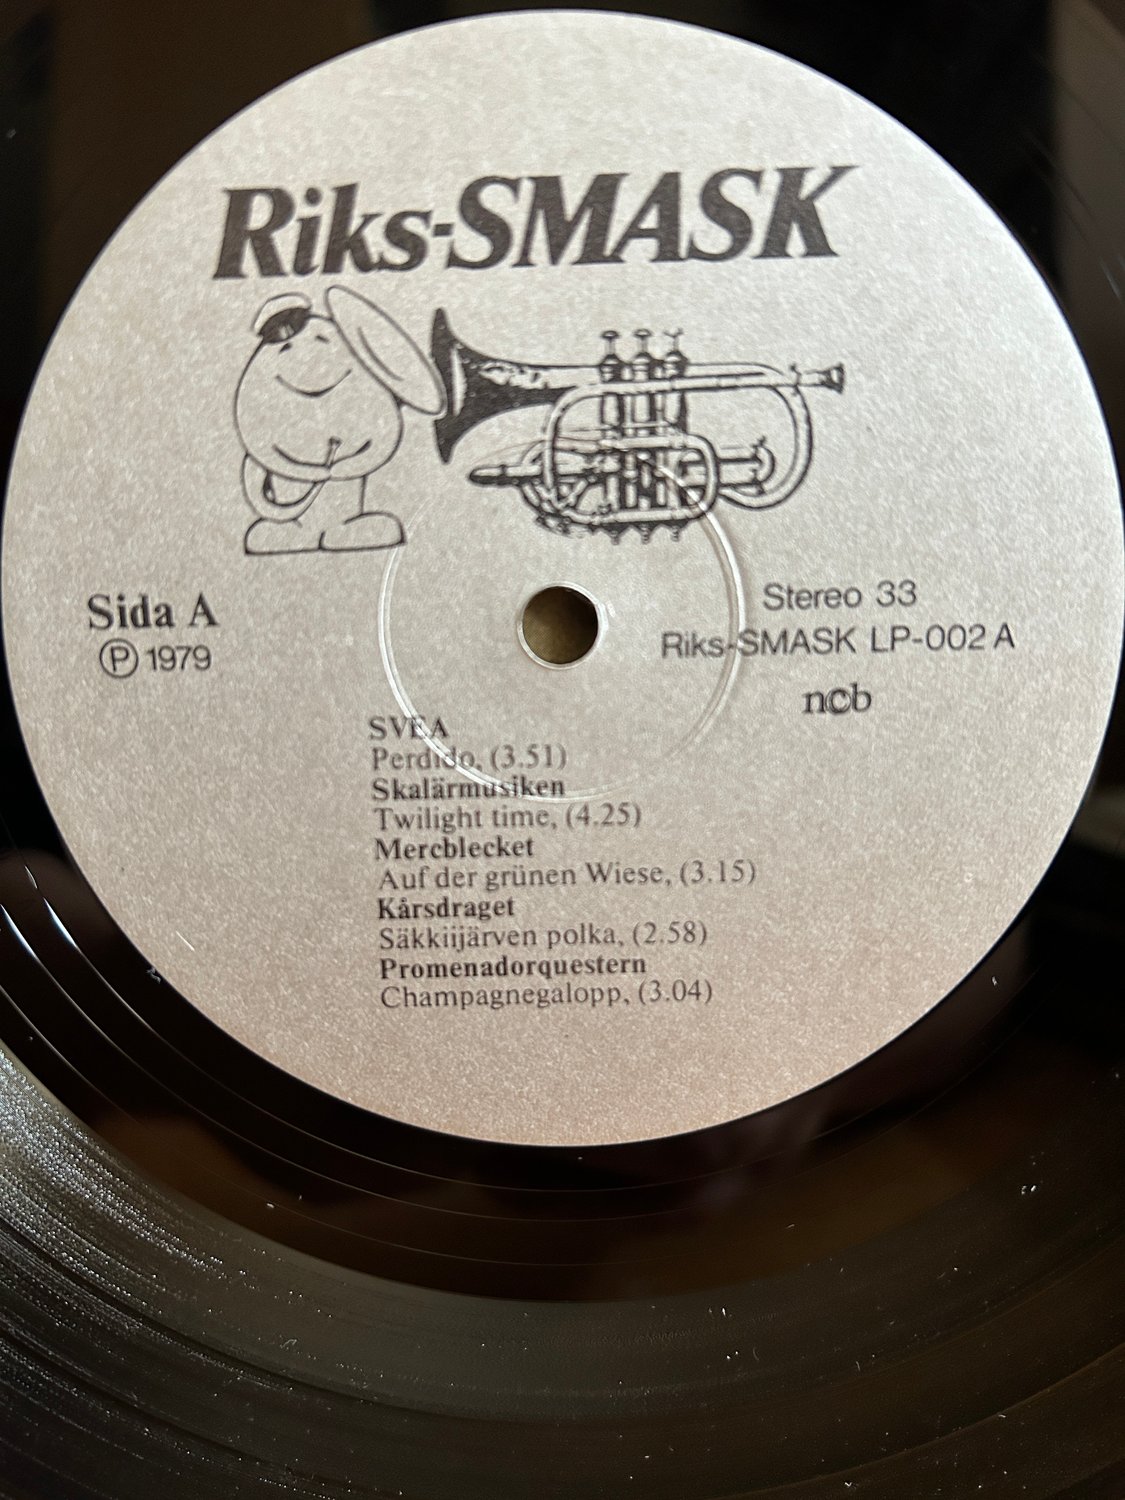 Riks-SMASK
Sida A
Ⓟ 1979
Stereo 33
Riks-SMASK LP-002 A
ncb
SVEA
Perdido, (3.51)
Skalärmusiken
Twilight time, (4.25)
Mercblecket
Auf der grünen Wiese, (3.15)
Kårsdraget
Säkkiijärven polka, (2.58)
Promenadorquestern
Champagnegalopp, (3.04)